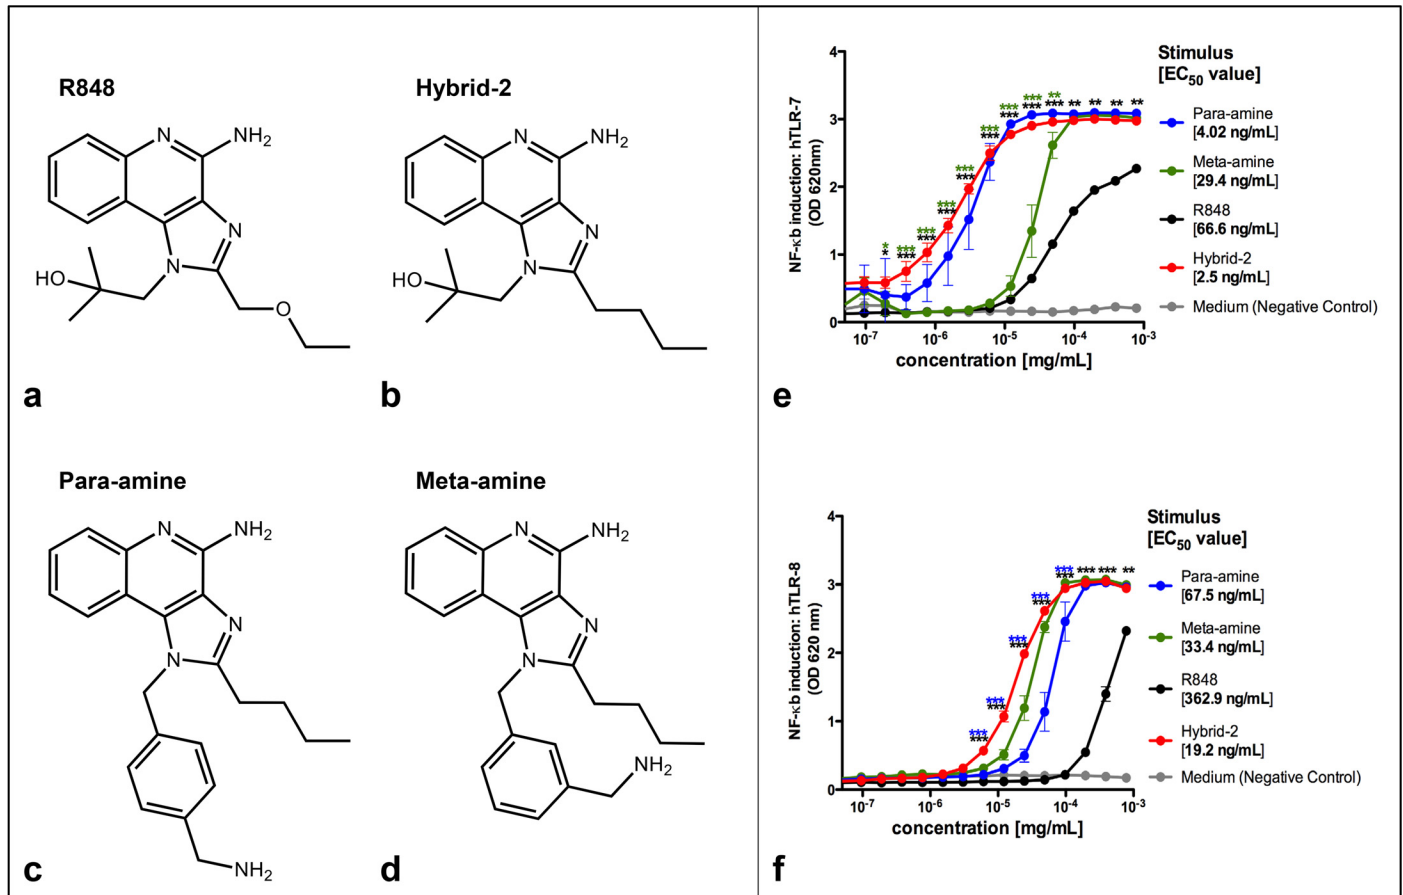 R848
N
NH2
N
N
HO
O
a
Hybrid-2
N
NH2
N
N
HO
b
Para-amine
N
NH2
N
N
NH2
c
Meta-amine
N
NH2
N
N
NH2
d
NF-κb induction: hTLR-7
(OD 620nm)
4
3
2
1
0
* *
*** ***
*** ***
*** ***
*** ***
*** ***
*** ***
*** ***
** ***
**
**
**
**
10-7
10-6
10-5
10-4
10-3
concentration [mg/mL]
Stimulus
[EC50 value]
Para-amine
[4.02 ng/mL]
Meta-amine
[29.4 ng/mL]
R848
[66.6 ng/mL]
Hybrid-2
[2.5 ng/mL]
Medium (Negative Control)
e
NF-κb induction: hTLR-8
(OD 620 nm)
4
3
2
1
0
*** ***
*** ***
*** ***
*** ***
*** ***
***
***
**
10-7
10-6
10-5
10-4
10-3
concentration [mg/mL]
Stimulus
[EC50 value]
Para-amine
[67.5 ng/mL]
Meta-amine
[33.4 ng/mL]
R848
[362.9 ng/mL]
Hybrid-2
[19.2 ng/mL]
Medium (Negative Control)
f